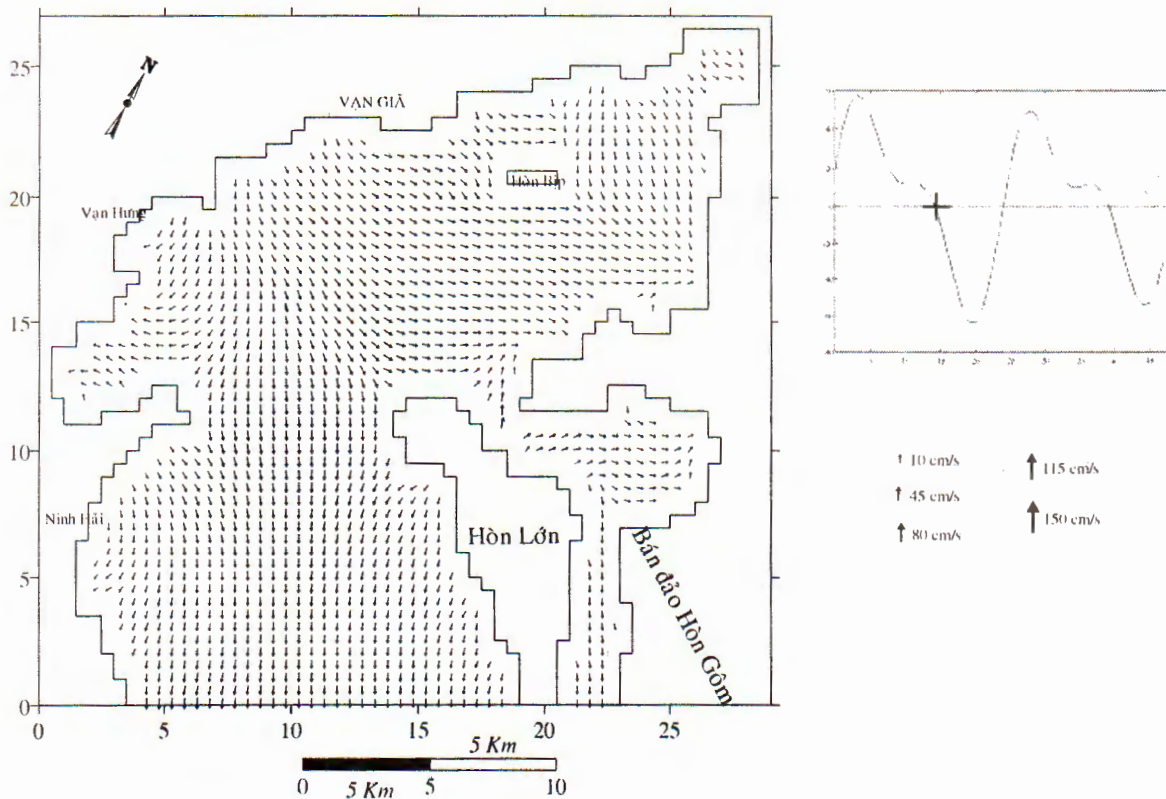 25
20
15
10
5
0
N
VẠN GIÃ
Hòn Bịp
Vạn Hưng
Ninh Hải
Hòn Lớn
Bán đảo Hòn Gốm
0 5 10 15 20 25
5 Km
0 5 Km 5 10
10 cm/s
45 cm/s
80 cm/s
115 cm/s
150 cm/s